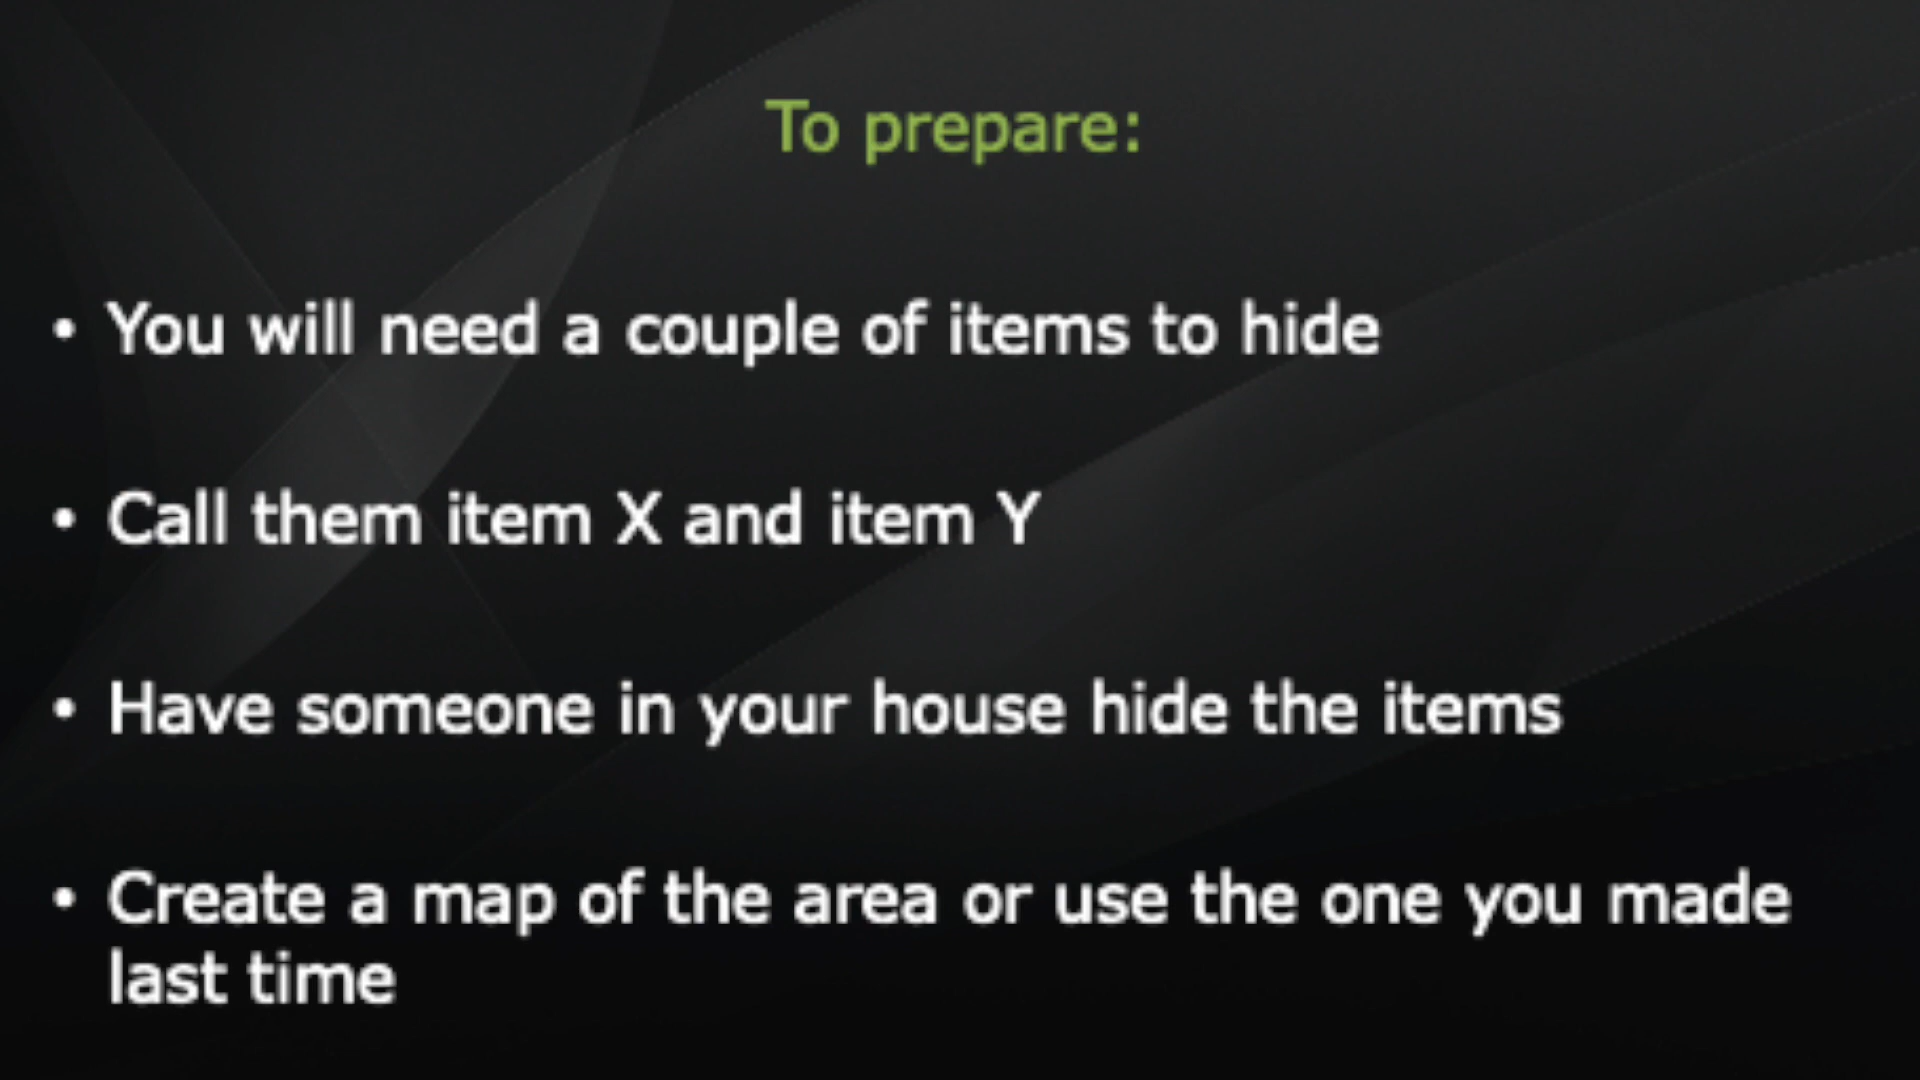 To prepare:
• You will need a couple of items to hide
• Call them item X and item Y
• Have someone in your house hide the items
• Create a map of the area or use the one you made
last time